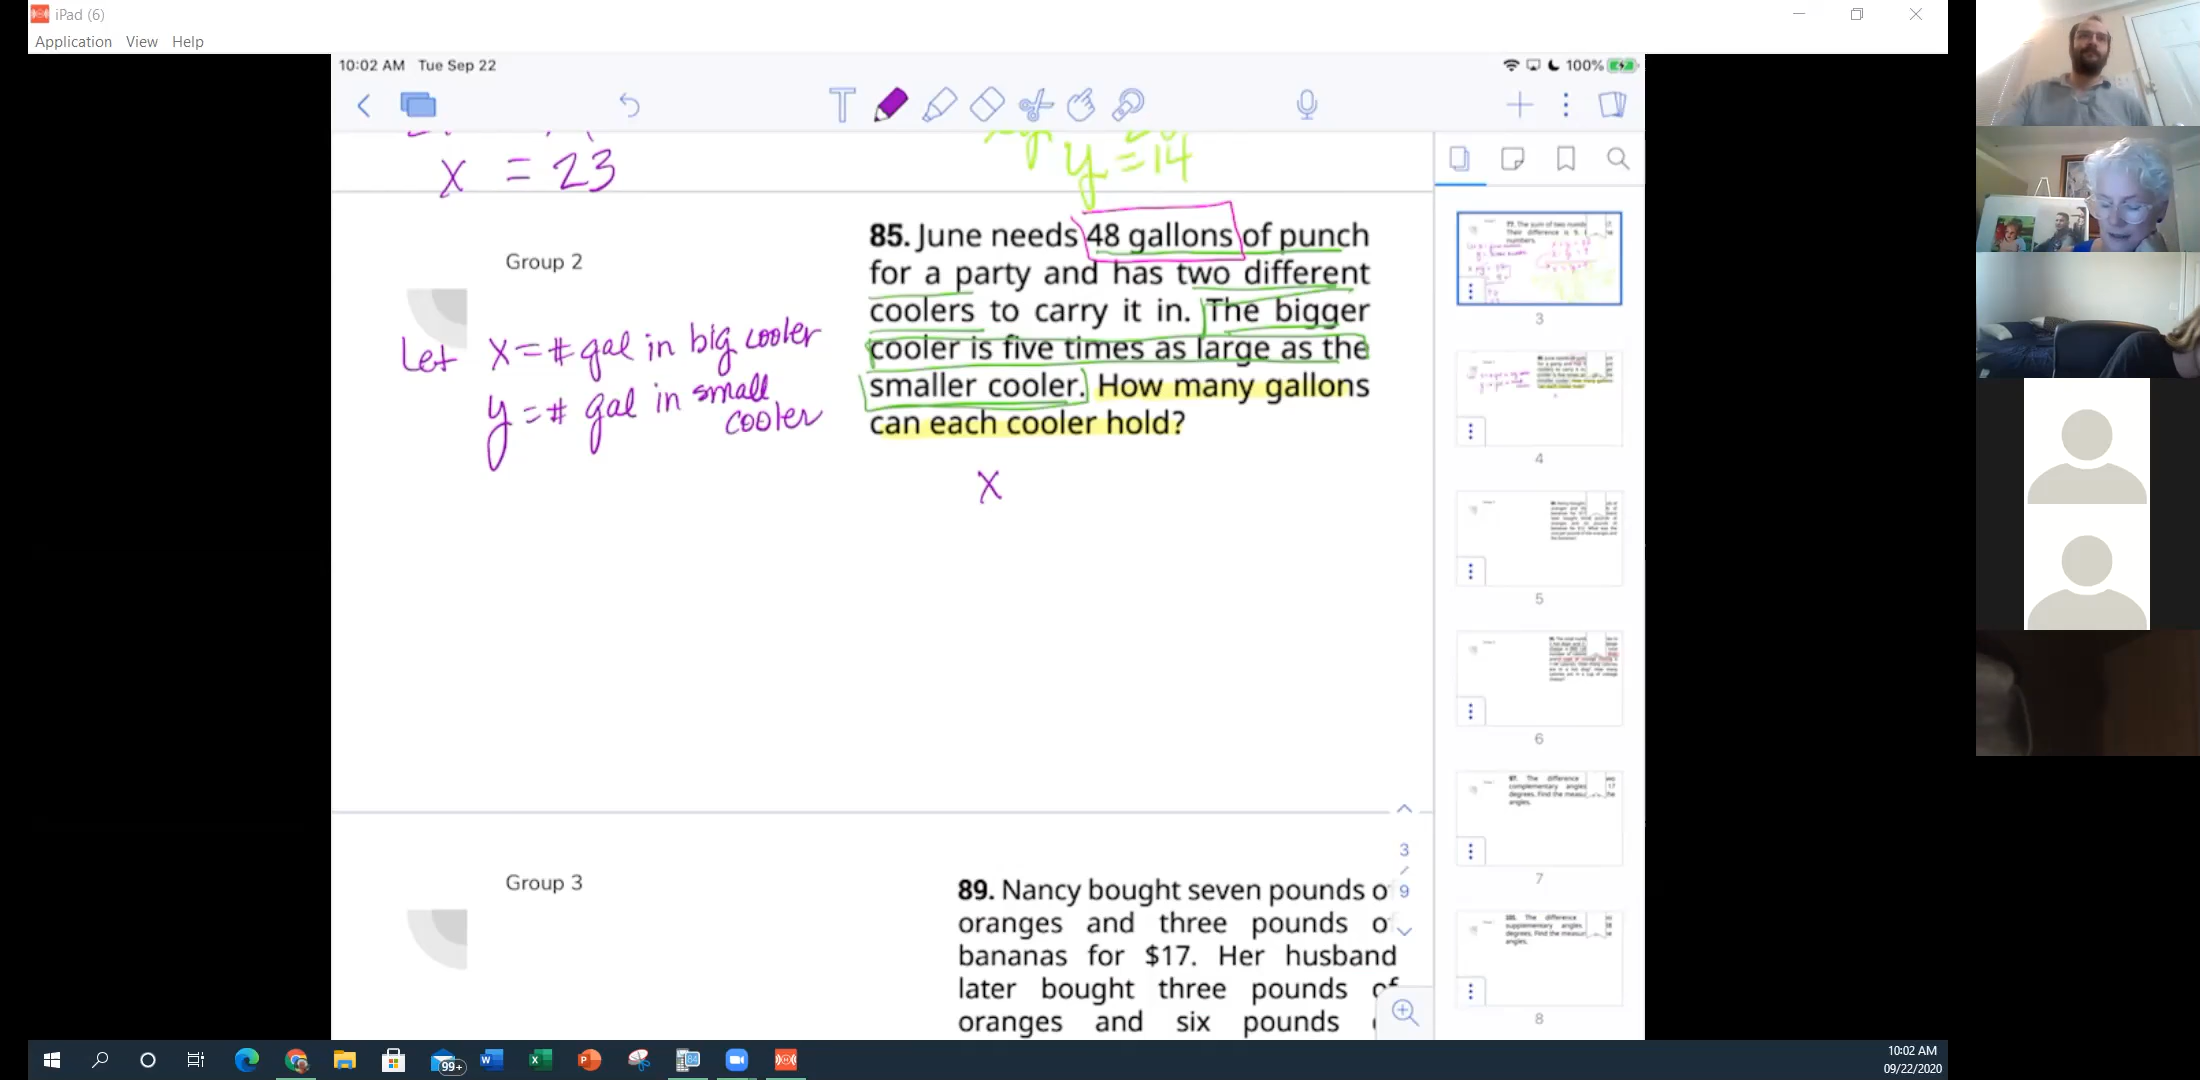 iPad (6)
Application View Help
10:02 AM Tue Sep 22
100%
x = 23
y = 14
Group 2
85. June needs 48 gallons of punch
for a party and has two different
coolers to carry it in. The bigger
cooler is five times as large as the
smaller cooler. How many gallons
can each cooler hold?
Let x = # gal in big cooler
y = # gal in small
cooler
x
Group 3
89. Nancy bought seven pounds of
oranges and three pounds of
bananas for $17. Her husband
later bought three pounds of
oranges and six pounds
3
9
3
4
5
6
7
8
99+
10:02 AM
09/22/2020